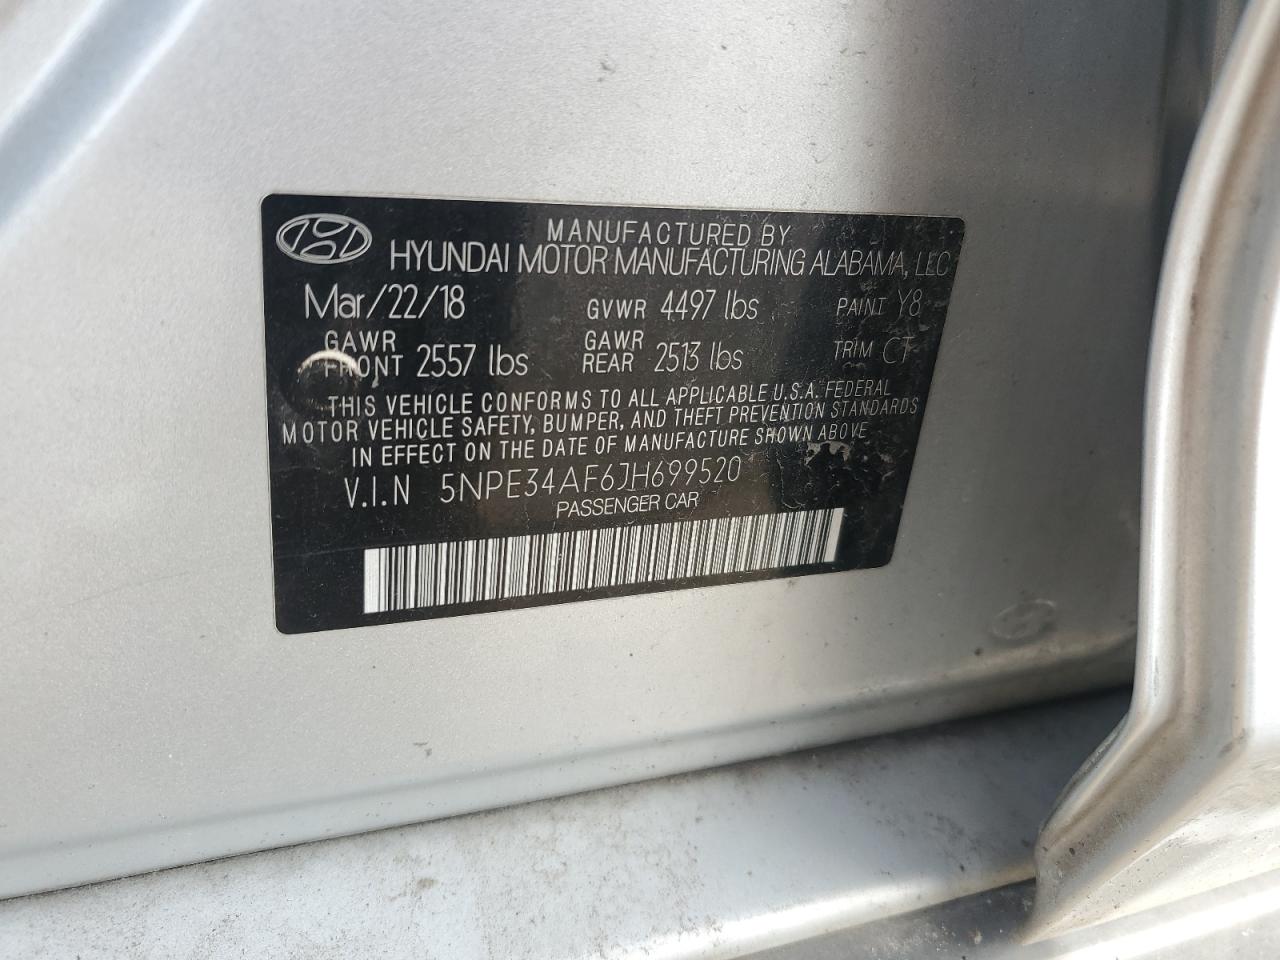 MANUFACTURED BY
HYUNDAI MOTOR MANUFACTURING ALABAMA, LLC
Mar/22/18 GVWR 4497 lbs PAINT Y8
GAWR FRONT 2557 lbs GAWR REAR 2513 lbs TRIM CT
THIS VEHICLE CONFORMS TO ALL APPLICABLE U.S.A. FEDERAL
MOTOR VEHICLE SAFETY, BUMPER, AND THEFT PREVENTION STANDARDS
IN EFFECT ON THE DATE OF MANUFACTURE SHOWN ABOVE
V.I.N 5NPE34AF6JH699520
PASSENGER CAR